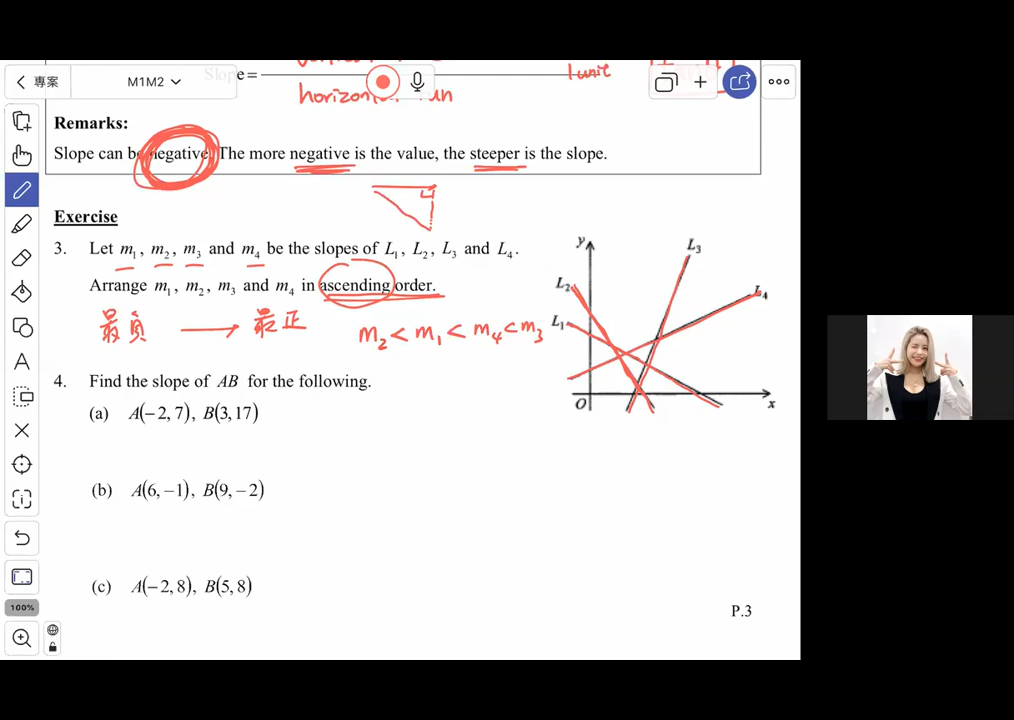 専案 M1M2
Slope =
horizon un
1 unit
Remarks:
Slope can be negative. The more negative is the value, the steeper is the slope.
Exercise
3. Let m₁, m₂, m₃ and m₄ be the slopes of L₁, L₂, L₃ and L₄.
Arrange m₁, m₂, m₃ and m₄ in ascending order.
最負 → 最正 m₂ < m₁ < m₄ < m₃
y
L₃
L₂
L₄
L₁
O x
4. Find the slope of AB for the following.
(a) A(−2, 7), B(3, 17)
(b) A(6, −1), B(9, −2)
(c) A(−2, 8), B(5, 8)
P.3
A
100%